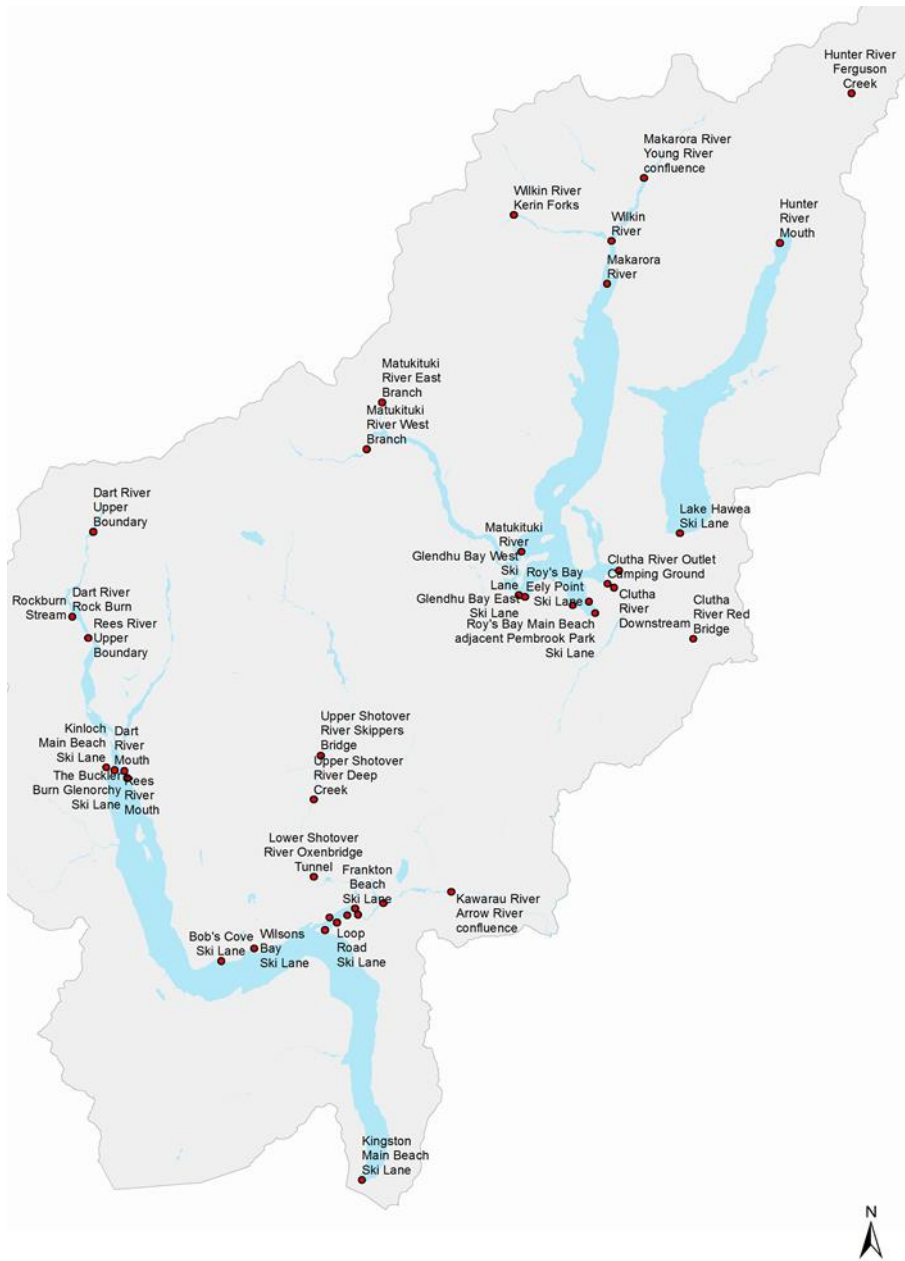 Hunter River
Ferguson
Creek
Makarora River
Young River
confluence
Wilkin River
Kerin Forks
Wilkin
River
Hunter
River
Mouth
Makarora
River
Matukituki
River East
Branch
Matukituki
River West
Branch
Dart River
Upper
Boundary
Lake Hawea
Ski Lane
Matukituki
River
Glendhu Bay West
Ski
Lane
Glendhu Bay East
Ski Lane
Roy's Bay
Eely Point
Ski Lane
Roy's Bay Main Beach
adjacent Pembrook Park
Ski Lane
Clutha River Outlet
Camping Ground
Clutha
River
Downstream
Clutha
River Red
Bridge
Rockburn
Stream
Dart River
Rock Burn
Rees River
Upper
Boundary
Kinloch
Main Beach
Ski Lane
Dart
River
Mouth
The Buckler
Burn Glenorchy
Ski Lane
Rees
River
Mouth
Upper Shotover
River Skippers
Bridge
Upper Shotover
River Deep
Creek
Lower Shotover
River Oxenbridge
Tunnel
Frankton
Beach
Ski Lane
Kawarau River
Arrow River
confluence
Bob's Cove
Ski Lane
Wilsons
Bay
Ski Lane
Loop
Road
Ski Lane
Kingston
Main Beach
Ski Lane
N